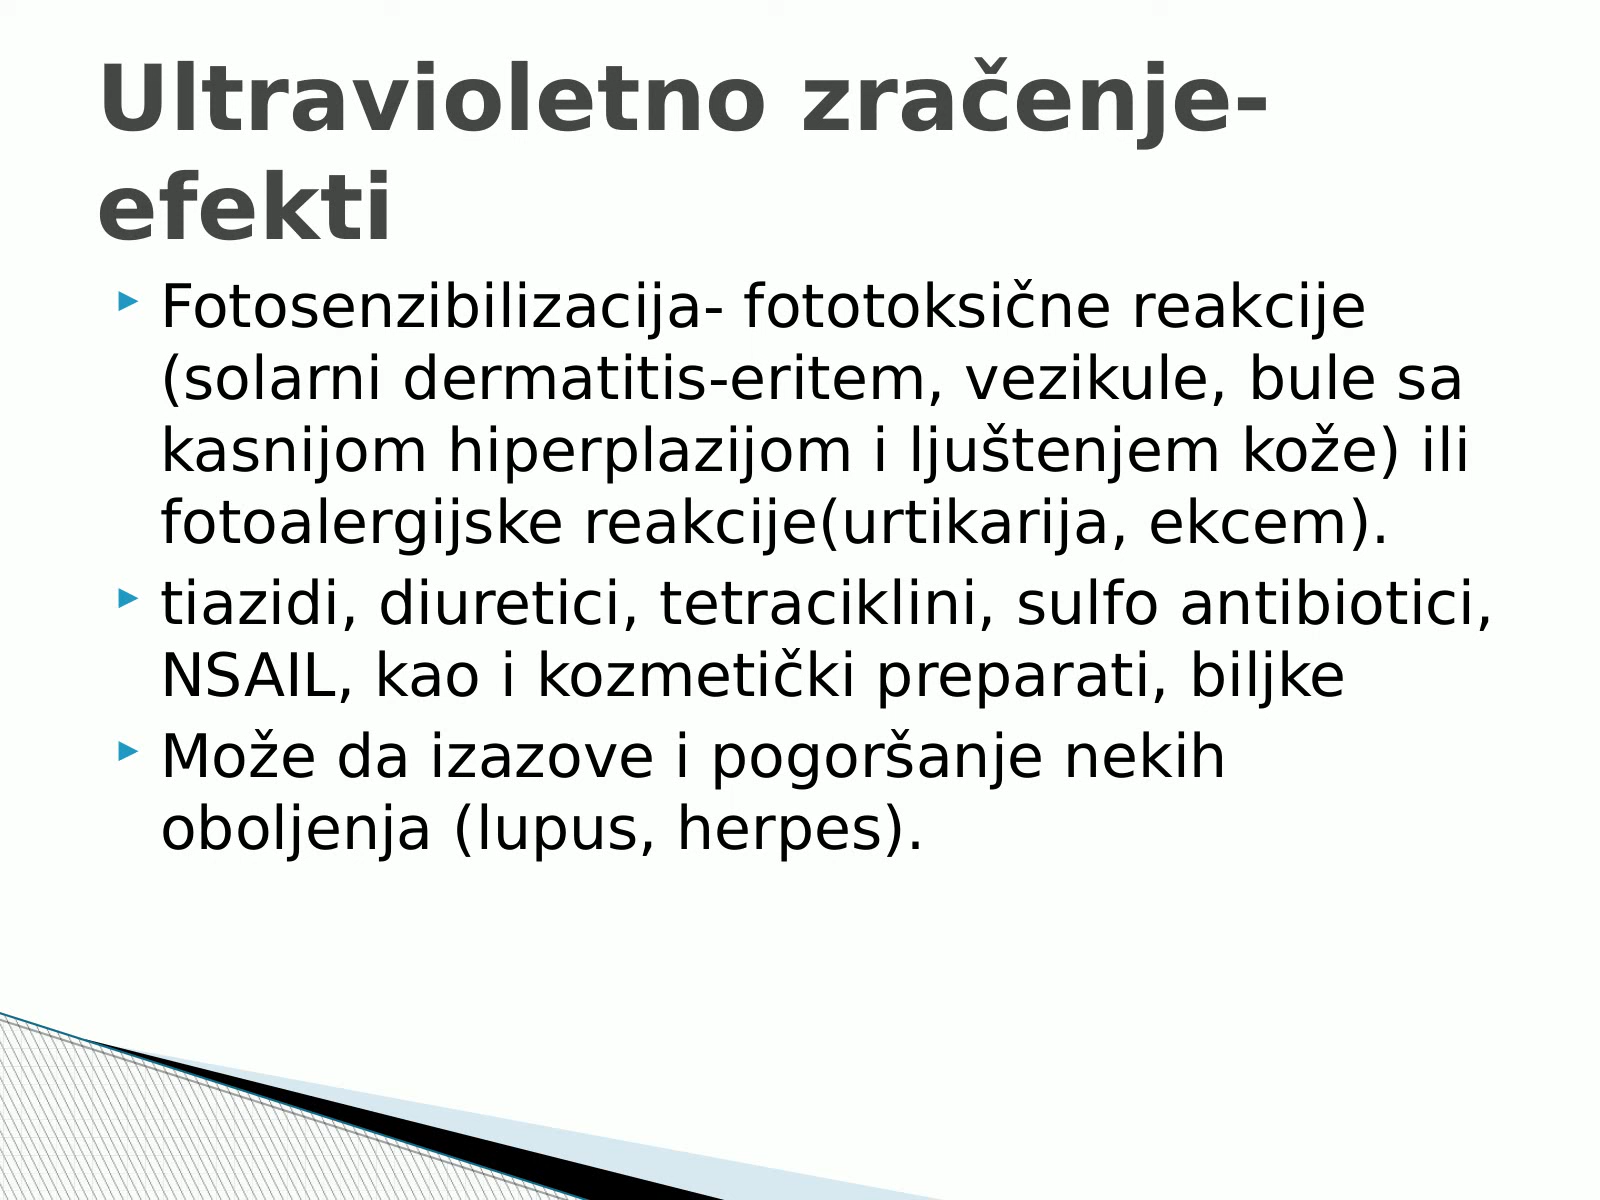 Ultravioletno zračenje-
efekti
Fotosenzibilizacija- fototoksične reakcije
(solarni dermatitis-eritem, vezikule, bule sa
kasnijom hiperplazijom i ljuštenjem kože) ili
fotoalergijske reakcije(urtikarija, ekcem).
tiazidi, diuretici, tetraciklini, sulfo antibiotici,
NSAIL, kao i kozmetički preparati, biljke
Može da izazove i pogoršanje nekih
oboljenja (lupus, herpes).